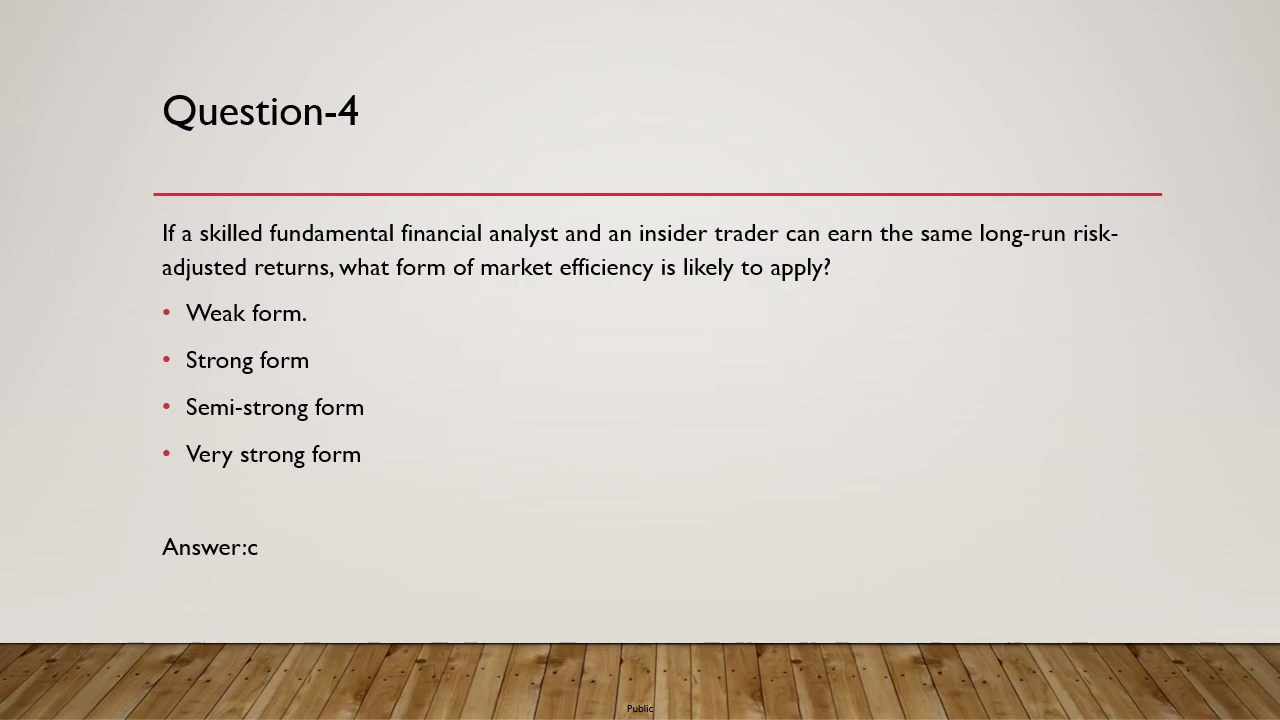 Question-4
If a skilled fundamental financial analyst and an insider trader can earn the same long-run risk-
adjusted returns, what form of market efficiency is likely to apply?
• Weak form.
• Strong form
• Semi-strong form
• Very strong form
Answer:c
Public